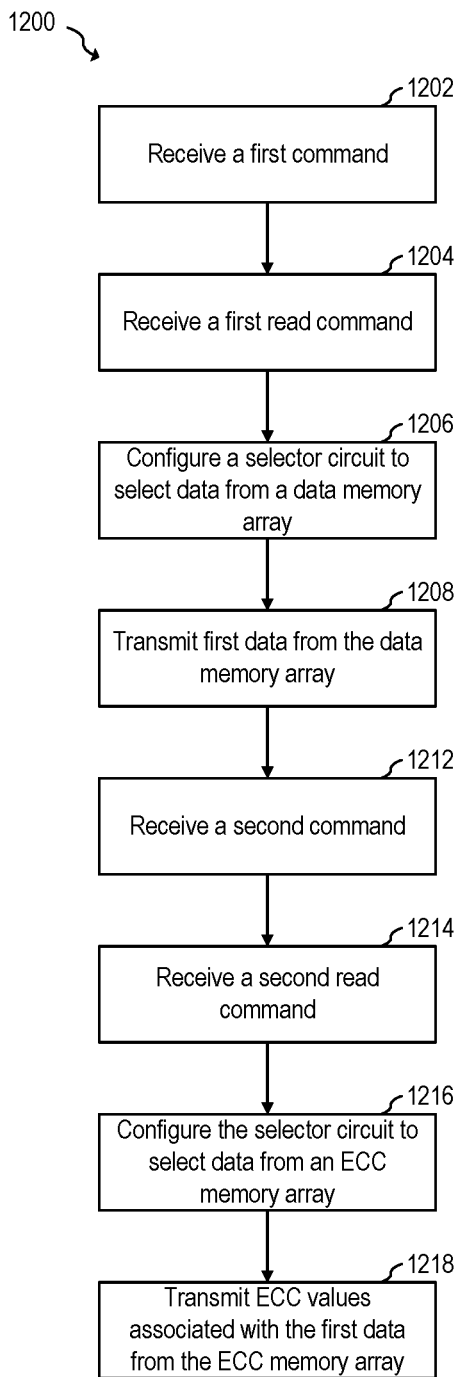 1200
1202
Receive a first command
1204
Receive a first read command
1206
Configure a selector circuit to
select data from a data memory
array
1208
Transmit first data from the data
memory array
1212
Receive a second command
1214
Receive a second read
command
1216
Configure the selector circuit to
select data from an ECC
memory array
1218
Transmit ECC values
associated with the first data
from the ECC memory array